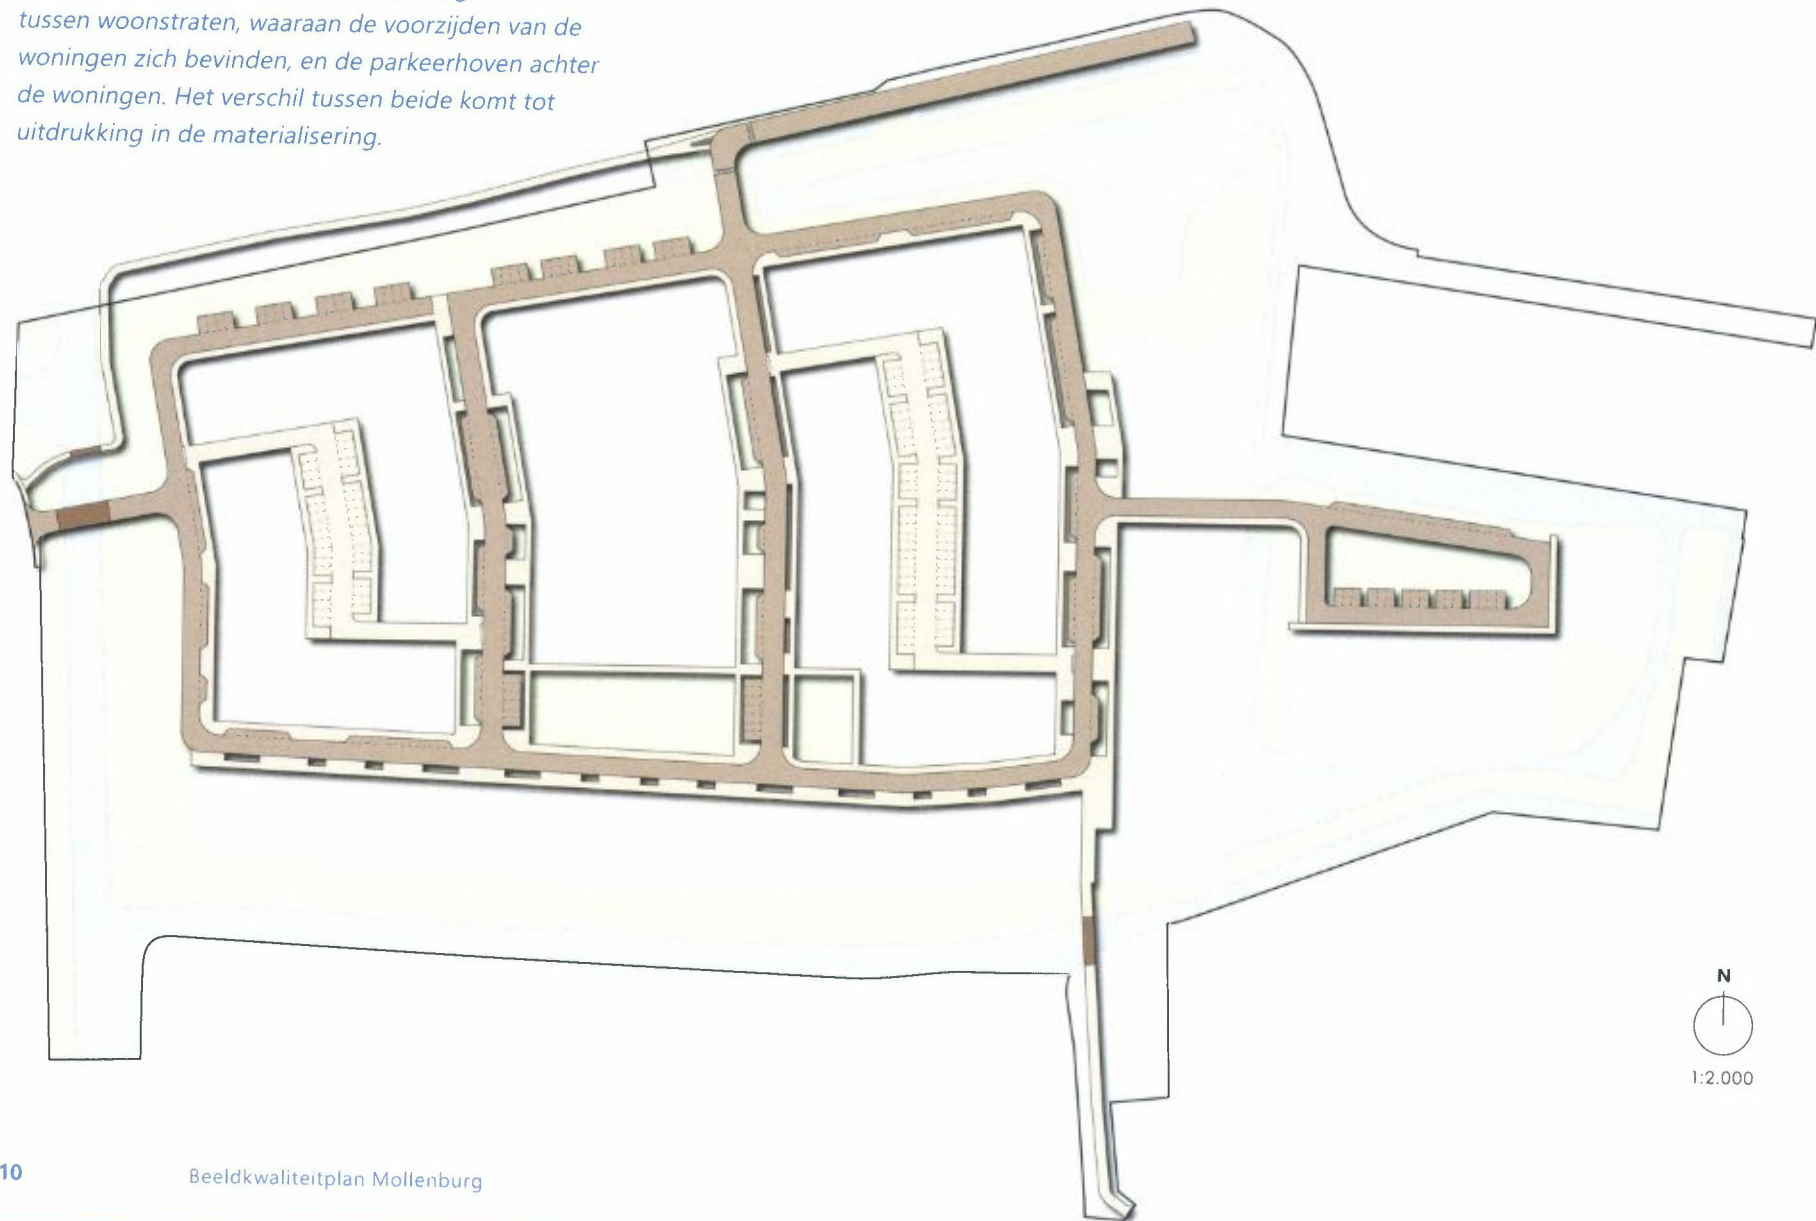 tussen woonstraten, waaraan de voorzijden van de
woningen zich bevinden, en de parkeerhoven achter
de woningen. Het verschil tussen beide komt tot
uitdrukking in de materialisering.
N
1:2.000
10
Beeldkwaliteitplan Mollenburg